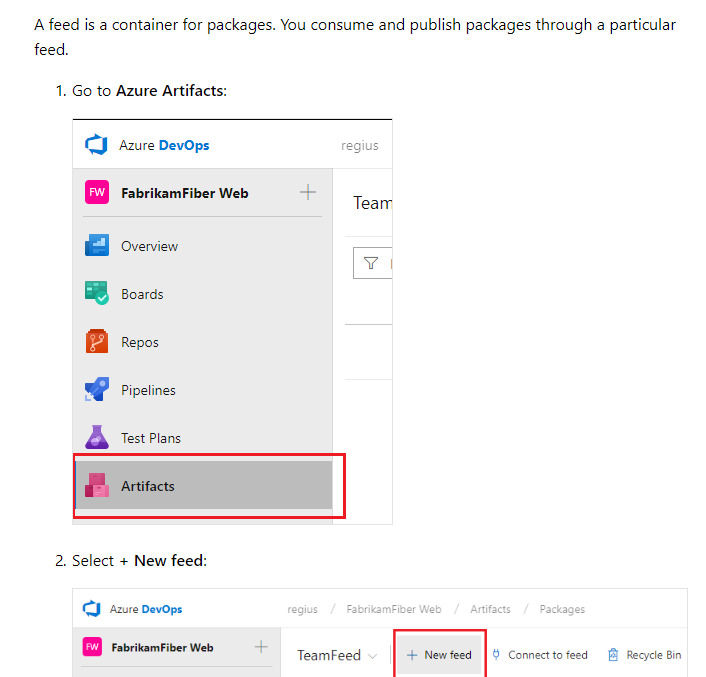 A feed is a container for packages. You consume and publish packages through a particular
feed.
1. Go to Azure Artifacts:
Azure DevOps regius
FW FabrikamFiber Web +
Team
Overview
Boards
Repos
Pipelines
Test Plans
Artifacts
2. Select + New feed:
Azure DevOps regius / FabrikamFiber Web / Artifacts / Packages
FW FabrikamFiber Web + TeamFeed + New feed Connect to feed Recycle Bin